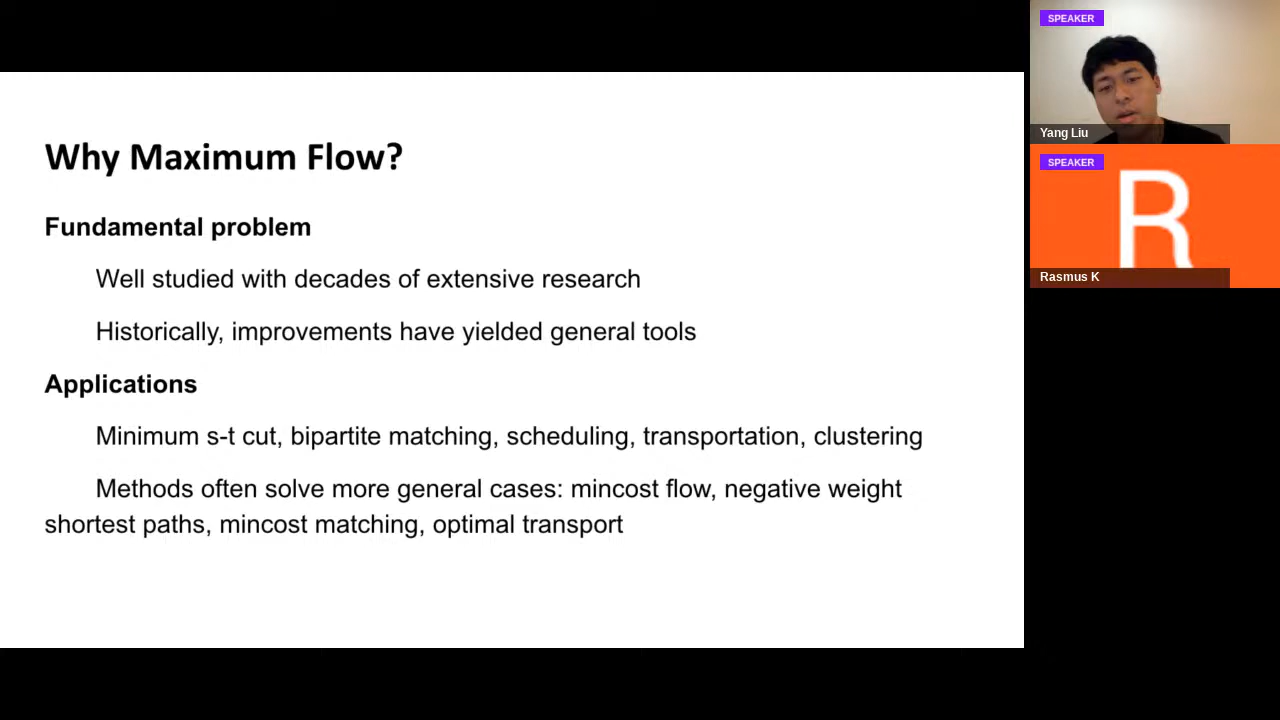 Why Maximum Flow?
Fundamental problem
Well studied with decades of extensive research
Historically, improvements have yielded general tools
Applications
Minimum s-t cut, bipartite matching, scheduling, transportation, clustering
Methods often solve more general cases: mincost flow, negative weight
shortest paths, mincost matching, optimal transport
SPEAKER
Yang Liu
SPEAKER
R
Rasmus K